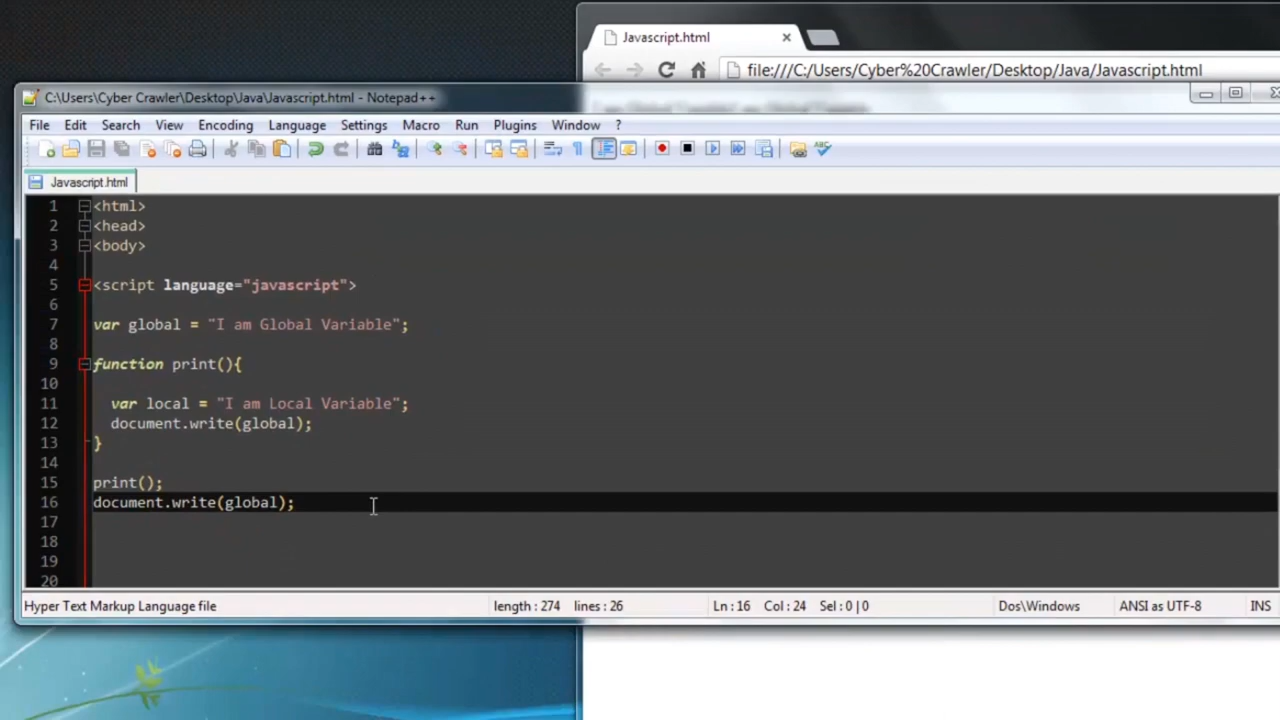 Javascript.html
file:///C:/Users/Cyber%20Crawler/Desktop/Java/Javascript.html
C:\Users\Cyber Crawler\Desktop\Java\Javascript.html - Notepad++
File Edit Search View Encoding Language Settings Macro Run Plugins Window ?
Javascript.html
1 <html>
2 <head>
3 <body>
4
5 <script language="javascript">
6
7 var global = "I am Global Variable";
8
9 function print(){
10
11 var local = "I am Local Variable";
12 document.write(global);
13 }
14
15 print();
16 document.write(global);
17
18
19
20
Hyper Text Markup Language file length : 274 lines : 26 Ln : 16 Col : 24 Sel : 0 | 0 Dos\Windows ANSI as UTF-8 INS